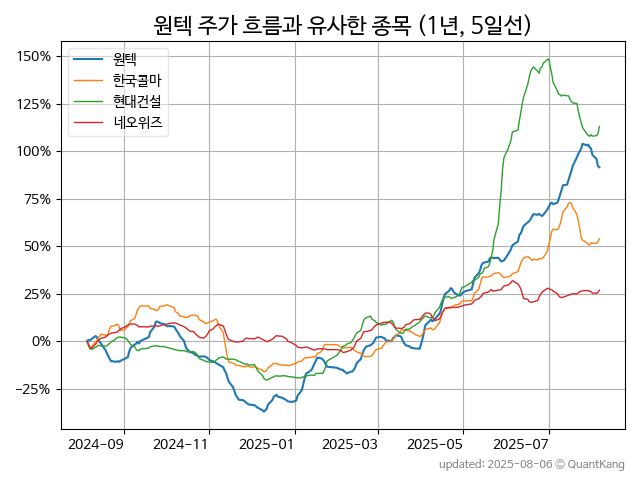 원텍 주가 흐름과 유사한 종목 (1년, 5일선)
원텍
한국콜마
현대건설
네오위즈
150%
125%
100%
75%
50%
25%
0%
−25%
2024-09 2024-11 2025-01 2025-03 2025-05 2025-07
updated: 2025-08-06 © QuantKang